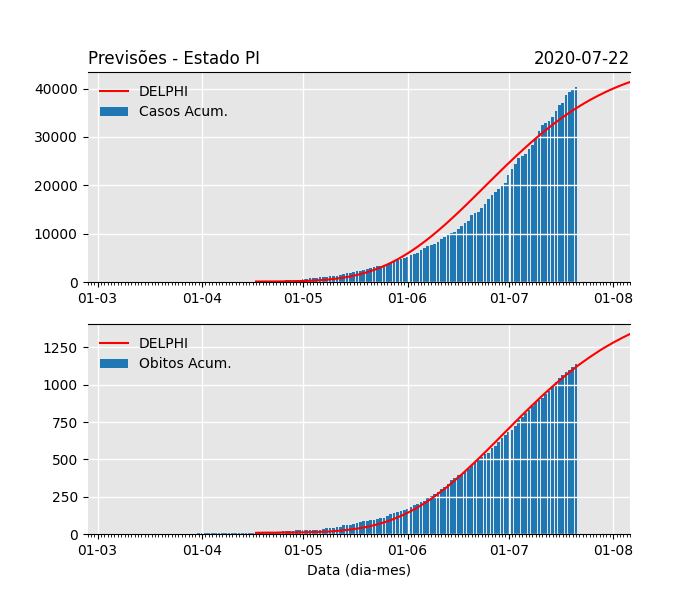 Previsões - Estado PI 2020-07-22
DELPHI
Casos Acum.
40000
30000
20000
10000
0
01-03 01-04 01-05 01-06 01-07 01-08
DELPHI
Obitos Acum.
1250
1000
750
500
250
0
01-03 01-04 01-05 01-06 01-07 01-08
Data (dia-mes)